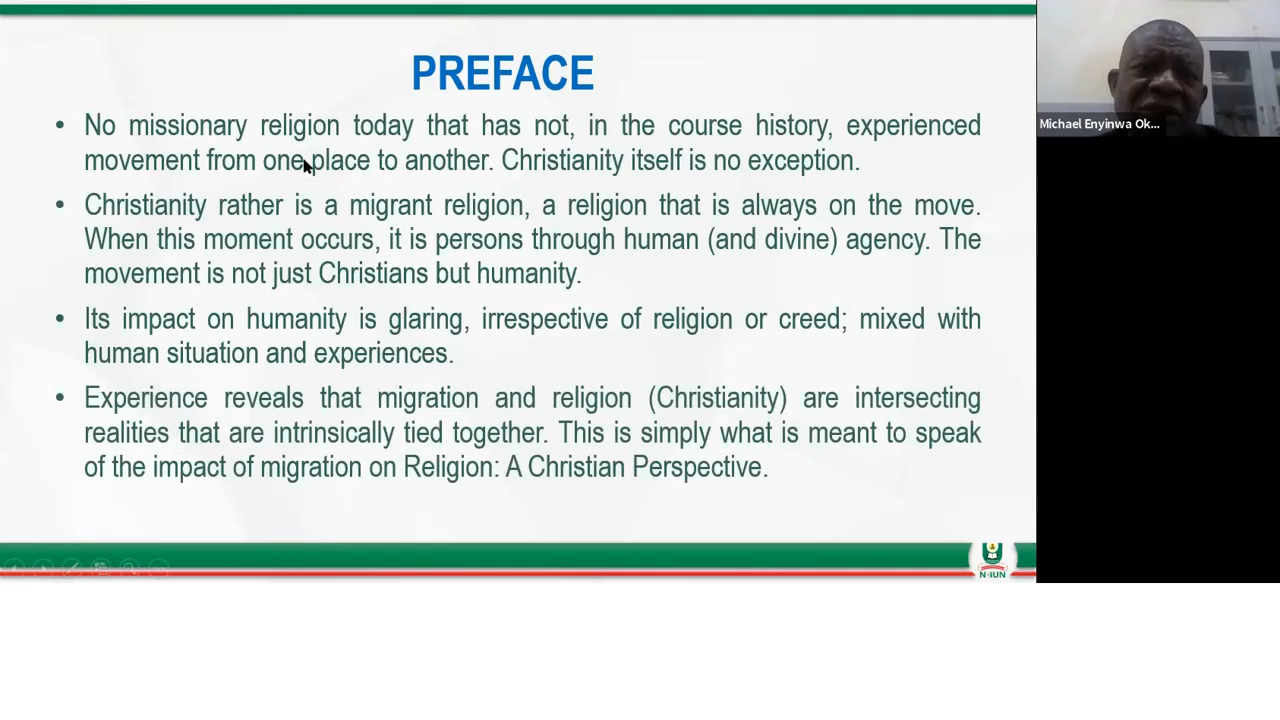 PREFACE
• No missionary religion today that has not, in the course history, experienced
movement from one place to another. Christianity itself is no exception.
• Christianity rather is a migrant religion, a religion that is always on the move.
When this moment occurs, it is persons through human (and divine) agency. The
movement is not just Christians but humanity.
• Its impact on humanity is glaring, irrespective of religion or creed; mixed with
human situation and experiences.
• Experience reveals that migration and religion (Christianity) are intersecting
realities that are intrinsically tied together. This is simply what is meant to speak
of the impact of migration on Religion: A Christian Perspective.
Michael Enyinwa Ok...